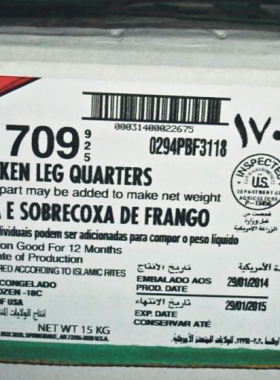 00031400022675
709
925
0294PBF3118
١٧٠
KEN LEG QUARTERS
part may be added to make net weight
E SOBRECOXA DE FRANGO
ndividuais podem ser adicionadas para compor o peso líquido
on Good For 12 Months
ate of Production
ERED ACCORDING TO ISLAMIC RITES
CONGELADO
OZEN -18C
F USA
NET WT 15 KG
INSPECTED
U.S.
DEPARTMENT OF AGRICULTURE
تاريخ الانتاج
EMBALADO AOS
PROD. DATE
29/01/2014
تاريخ الانتهاء
29/01/2015
EXP. DATE
CONSERVAR ATÉ